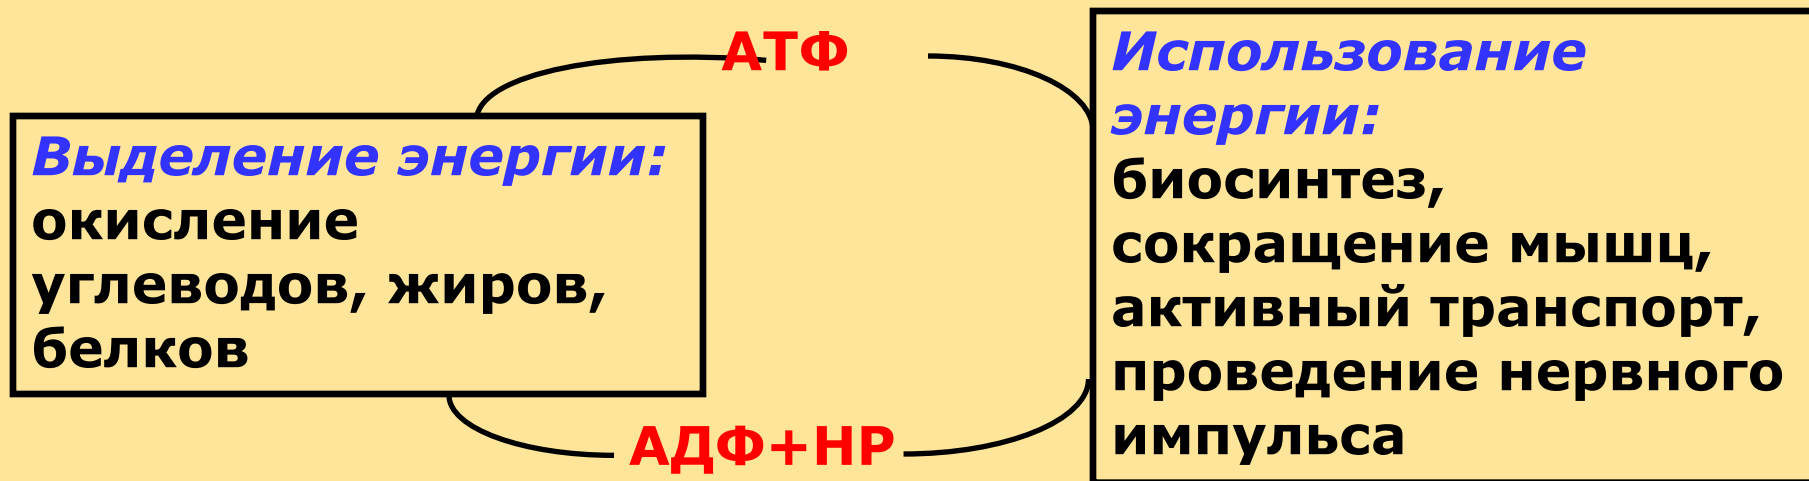 АТФ
Выделение энергии:
окисление
углеводов, жиров,
белков
АДФ+НР
Использование
энергии:
биосинтез,
сокращение мышц,
активный транспорт,
проведение нервного
импульса